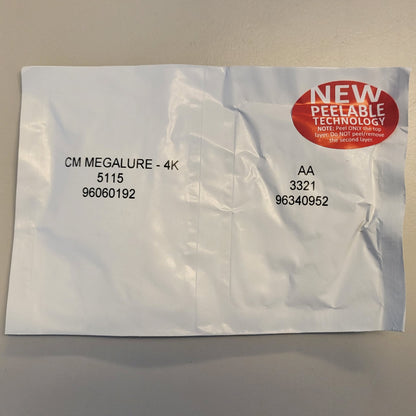 NEW
PEELABLE
TECHNOLOGY
NOTE: Peel ONLY the top
layer. Do NOT peel/remove
the second layer.
CM MEGALURE - 4K
5115
96060192
AA
3321
96340952